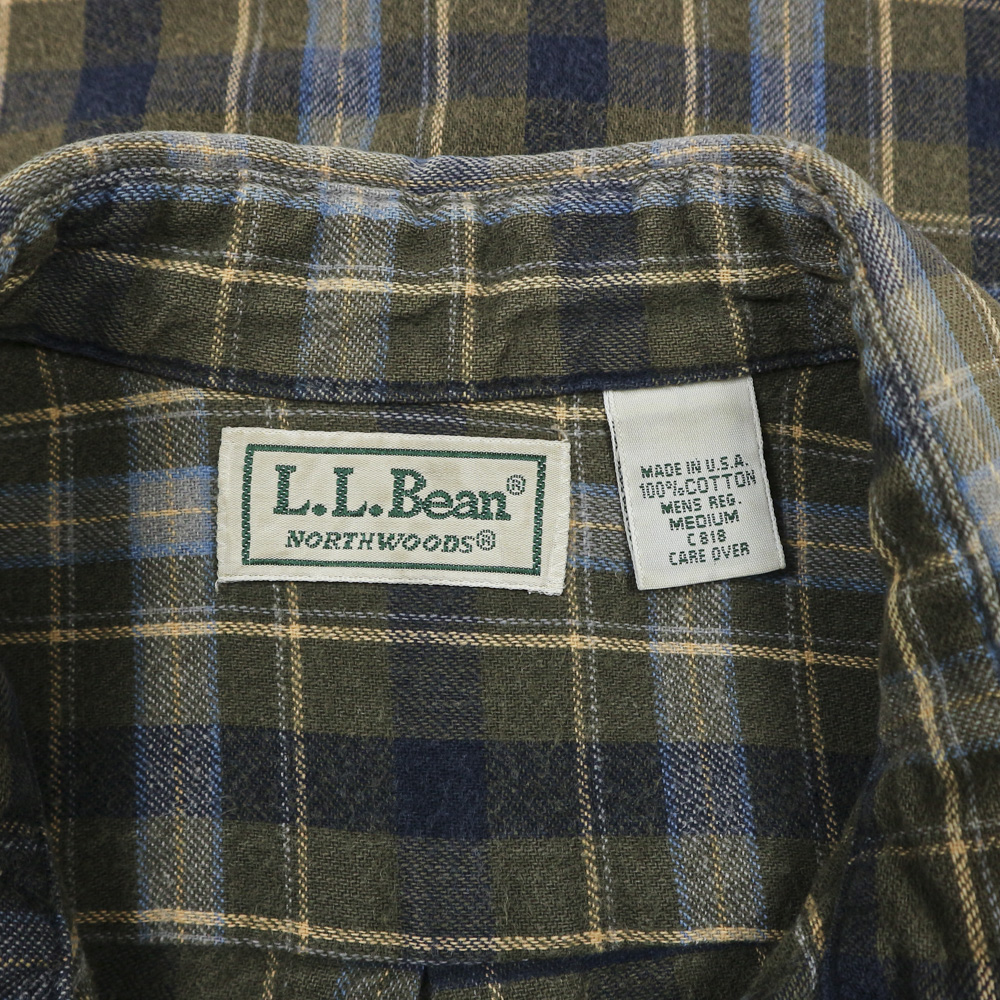 L.L.Bean®
NORTHWOODS®
MADE IN U.S.A.
100%COTTON
MENS REG.
MEDIUM
C818
CARE OVER